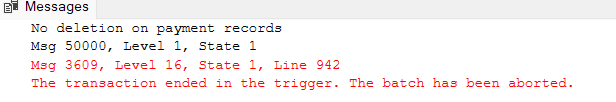 Messages
No deletion on payment records
Msg 50000, Level 1, State 1
Msg 3609, Level 16, State 1, Line 942
The transaction ended in the trigger. The batch has been aborted.